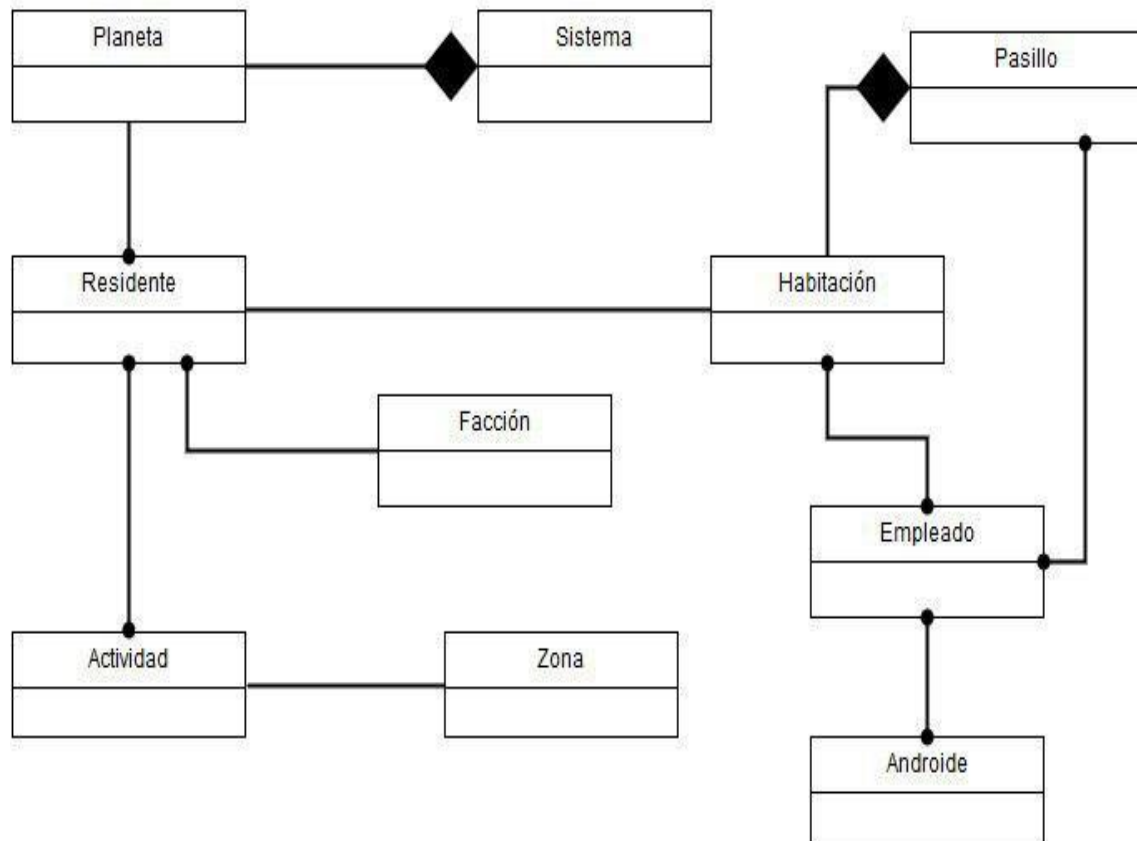 Planeta
Sistema
Pasillo
Residente
Habitación
Facción
Empleado
Actividad
Zona
Androide